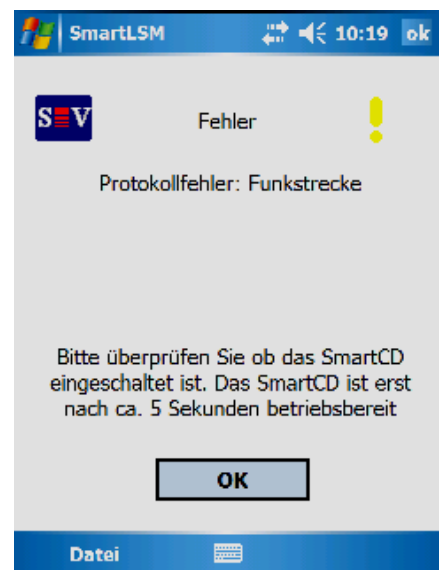 SmartLSM 10:19 ok
S V
Fehler
Protokollfehler: Funkstrecke
Bitte überprüfen Sie ob das SmartCD
eingeschaltet ist. Das SmartCD ist erst
nach ca. 5 Sekunden betriebsbereit
OK
Datei